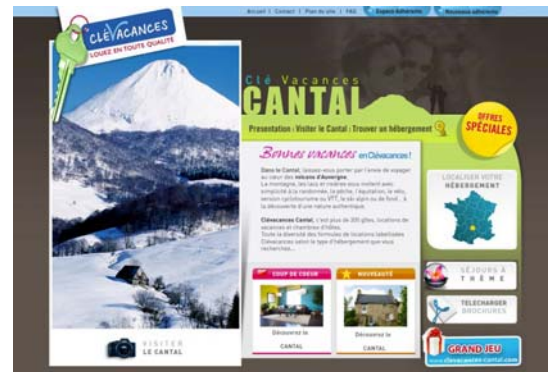 Accueil | Contact | Plan du site | FAQ
Espace Adhérents
Nouveaux adhérents
CLÉVACANCES
LOUEZ EN TOUTE QUALITÉ
Clé Vacances
CANTAL
Presentation : Visiter le Cantal : Trouver un hébergement
OFFRES
SPÉCIALES
Bonnes vacances en Clévacances !
Dans le Cantal, laissez-vous porter par l'envie de voyager
au cœur des volcans d'Auvergne.
La montagne, les lacs et rivières vous invitent avec
simplicité à la randonnée, la pêche, l'équitation, le vélo,
version cyclotourisme ou VTT, le ski alpin ou de fond... à
la découverte d'une nature authentique.
Clévacances Cantal, c'est plus de 300 gîtes, locations de
vacances et chambres d'hôtes.
Toute la diversité des formules de locations labellisées
Clévacances selon le type d'hébergement que vous
recherchez...
LOCALISER VOTRE
HÉBERGEMENT
COUP DE COEUR
NOUVEAUTÉ
Découvrez le
CANTAL
Découvrez le
CANTAL
SÉJOURS À
THÈME
TELECHARGER
BROCHURES
VISITER
LE CANTAL
GRAND JEU
www.clevacances-cantal.com